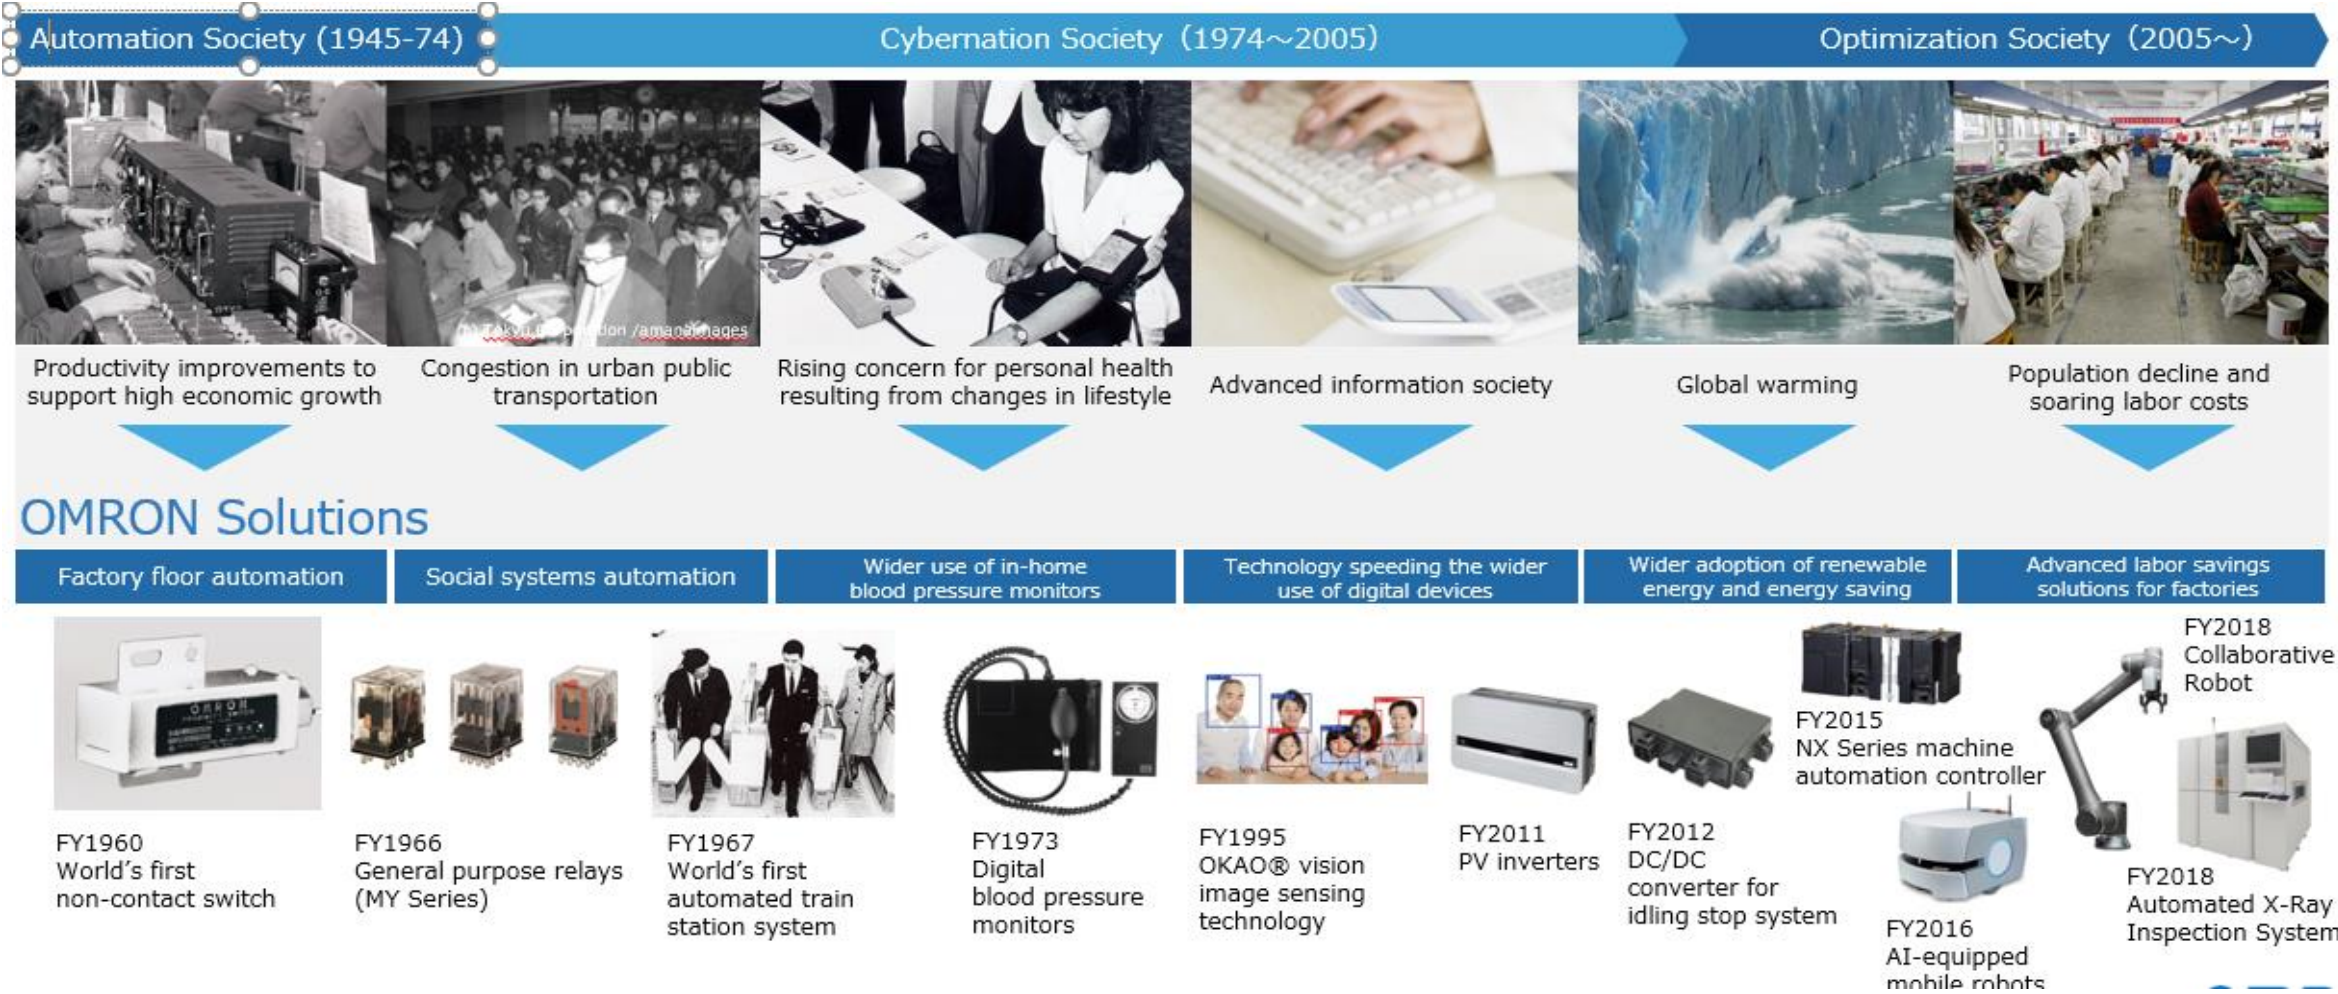 Automation Society (1945-74)
Cybernation Society（1974～2005）
Optimization Society（2005～）
/amanaimages
Productivity improvements to
support high economic growth
Congestion in urban public
transportation
Rising concern for personal health
resulting from changes in lifestyle
Advanced information society
Global warming
Population decline and
soaring labor costs
OMRON Solutions
Factory floor automation
Social systems automation
Wider use of in-home
blood pressure monitors
Technology speeding the wider
use of digital devices
Wider adoption of renewable
energy and energy saving
Advanced labor savings
solutions for factories
OMRON
FY1960
World’s first
non-contact switch
FY1966
General purpose relays
(MY Series)
FY1967
World’s first
automated train
station system
FY1973
Digital
blood pressure
monitors
FY1995
OKAO® vision
image sensing
technology
FY2011
PV inverters
FY2012
DC/DC
converter for
idling stop system
FY2015
NX Series machine
automation controller
FY2016
AI-equipped
mobile robots
FY2018
Collaborative
Robot
FY2018
Automated X-Ray
Inspection System